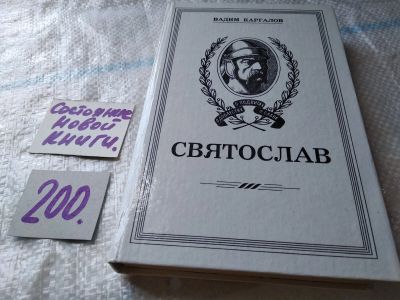 ВАДИМ КАРГАЛОВ
СВЯТОСЛАВ
Состояние
новой
книги.
200.